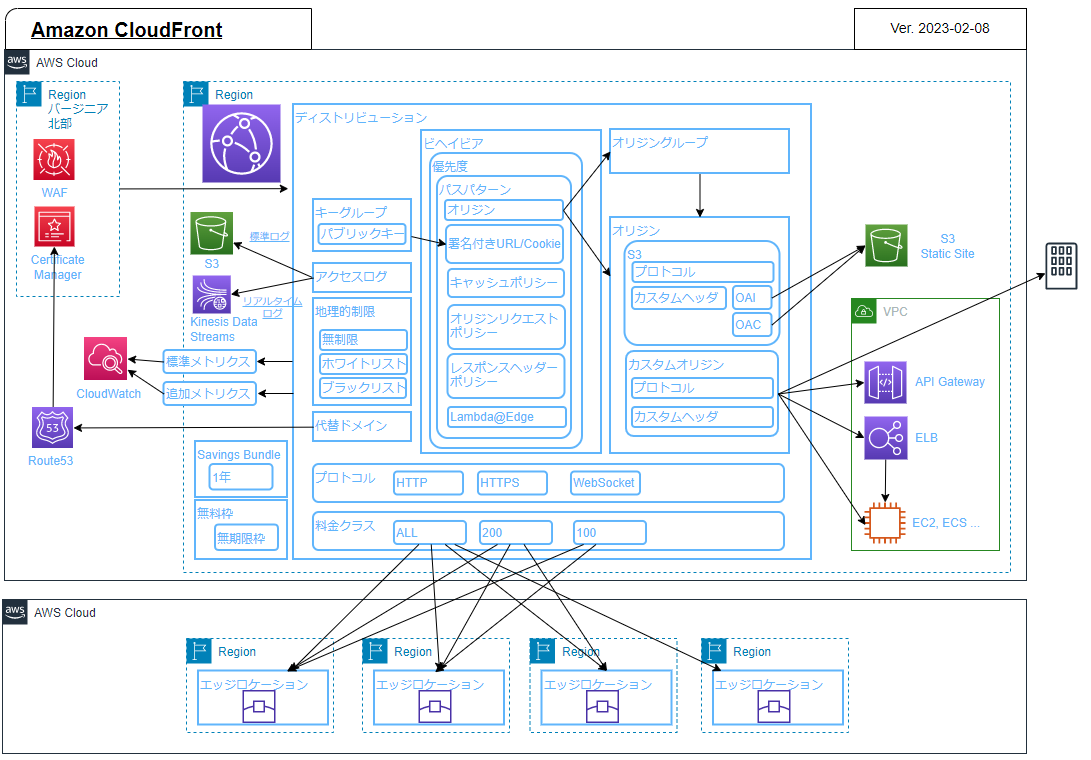 Amazon CloudFront
Ver. 2023-02-08
aws
AWS Cloud
Region
バージニア
北部
WAF
Certificate
Manager
CloudWatch
53
Route53
Region
S3
標準ログ
Kinesis Data
Streams
リアルタイム
ログ
標準メトリクス
追加メトリクス
Savings Bundle
1年
無料枠
無期限枠
ディストリビューション
キーグループ
パブリックキー
アクセスログ
地理的制限
無制限
ホワイトリスト
ブラックリスト
代替ドメイン
ビヘイビア
優先度
パスパターン
オリジン
署名付きURL/Cookie
キャッシュポリシー
オリジンリクエスト
ポリシー
レスポンスヘッダー
ポリシー
Lambda@Edge
オリジングループ
オリジン
S3
プロトコル
カスタムヘッダ
OAI
OAC
カスタムオリジン
プロトコル
カスタムヘッダ
プロトコル
HTTP
HTTPS
WebSocket
料金クラス
ALL
200
100
S3
Static Site
VPC
API Gateway
ELB
EC2, ECS ...
aws
AWS Cloud
Region
エッジロケーション
Region
エッジロケーション
Region
エッジロケーション
Region
エッジロケーション